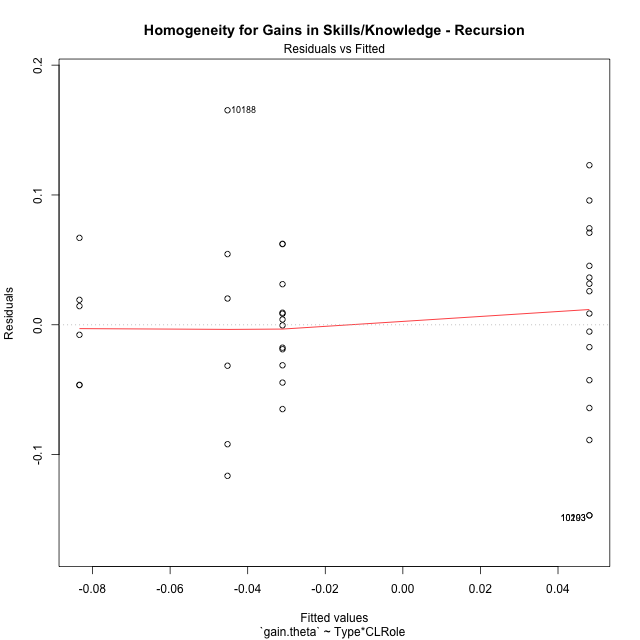 Homogeneity for Gains in Skills/Knowledge - Recursion
Residuals vs Fitted
0.2
0.1
0.0
-0.1
Residuals
10188
-0.08
-0.06
-0.04
-0.02
0.00
0.02
0.04
Fitted values
`gain.theta` ~ Type*CLRole